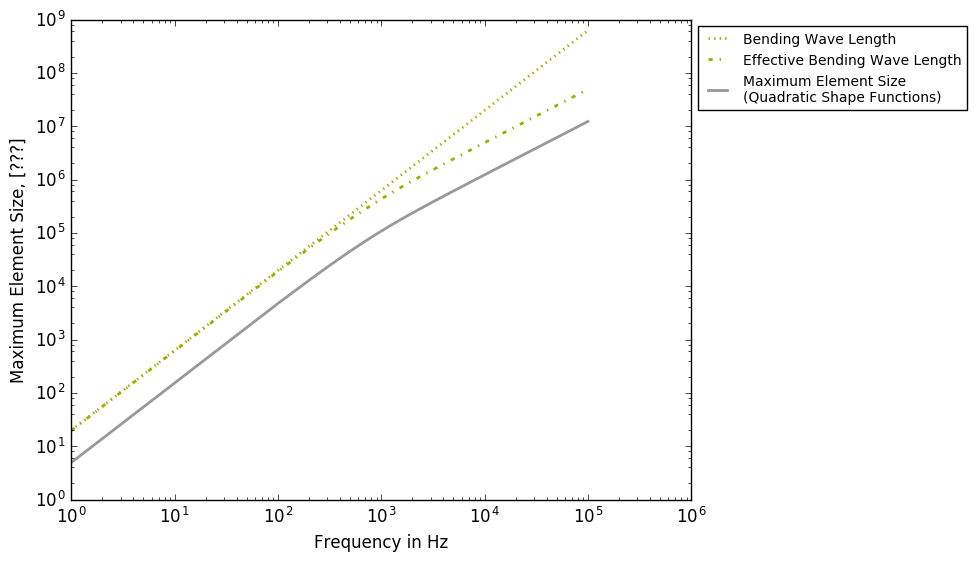 10^9
10^8
10^7
10^6
10^5
10^4
10^3
10^2
10^1
10^0
Maximum Element Size, [???]
10^0 10^1 10^2 10^3 10^4 10^5 10^6
Frequency in Hz
Bending Wave Length
Effective Bending Wave Length
Maximum Element Size
(Quadratic Shape Functions)